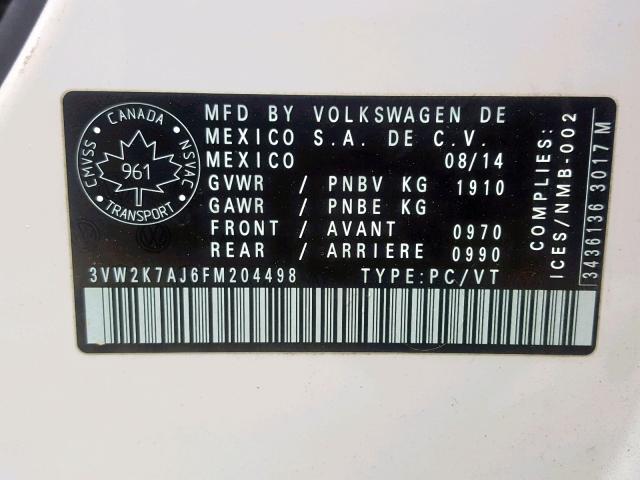 CANADA
CMVSS
NSVAC
961
TRANSPORT
MFD BY VOLKSWAGEN DE
MEXICO S.A. DE C.V.
MEXICO 08/14
GVWR / PNBV KG 1910
GAWR / PNBE KG
FRONT / AVANT 0970
REAR / ARRIERE 0990
3VW2K7AJ6FM204498 TYPE:PC/VT
COMPLIES:
ICES/NMB-002
3436136 3017 M